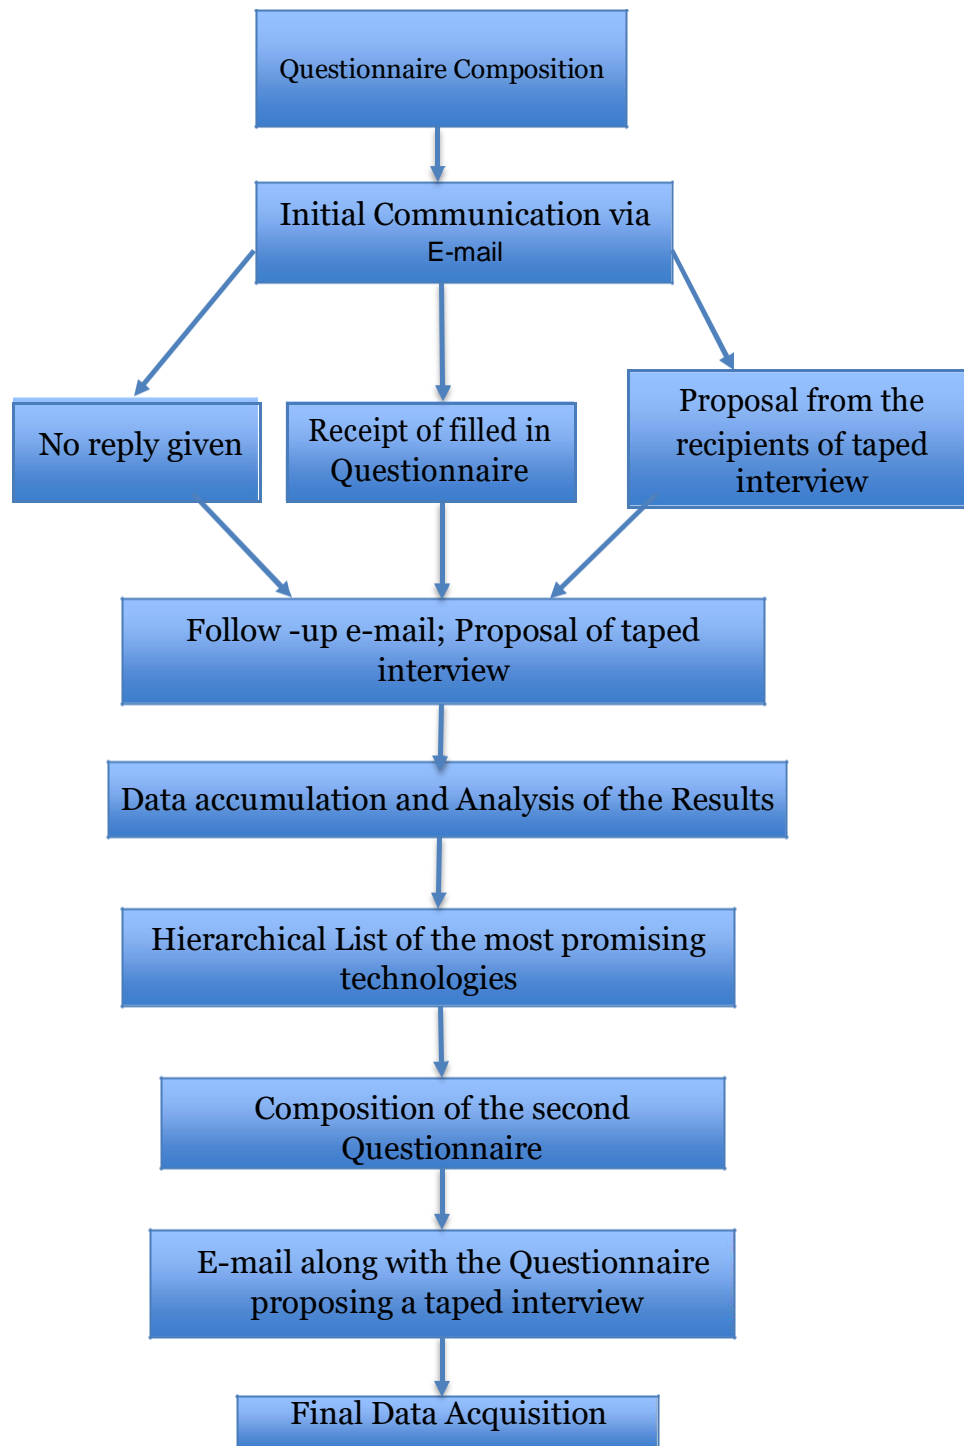 Questionnaire Composition
Initial Communication via
E-mail
No reply given
Receipt of filled in
Questionnaire
Proposal from the
recipients of taped
interview
Follow -up e-mail; Proposal of taped
interview
Data accumulation and Analysis of the Results
Hierarchical List of the most promising
technologies
Composition of the second
Questionnaire
E-mail along with the Questionnaire
proposing a taped interview
Final Data Acquisition